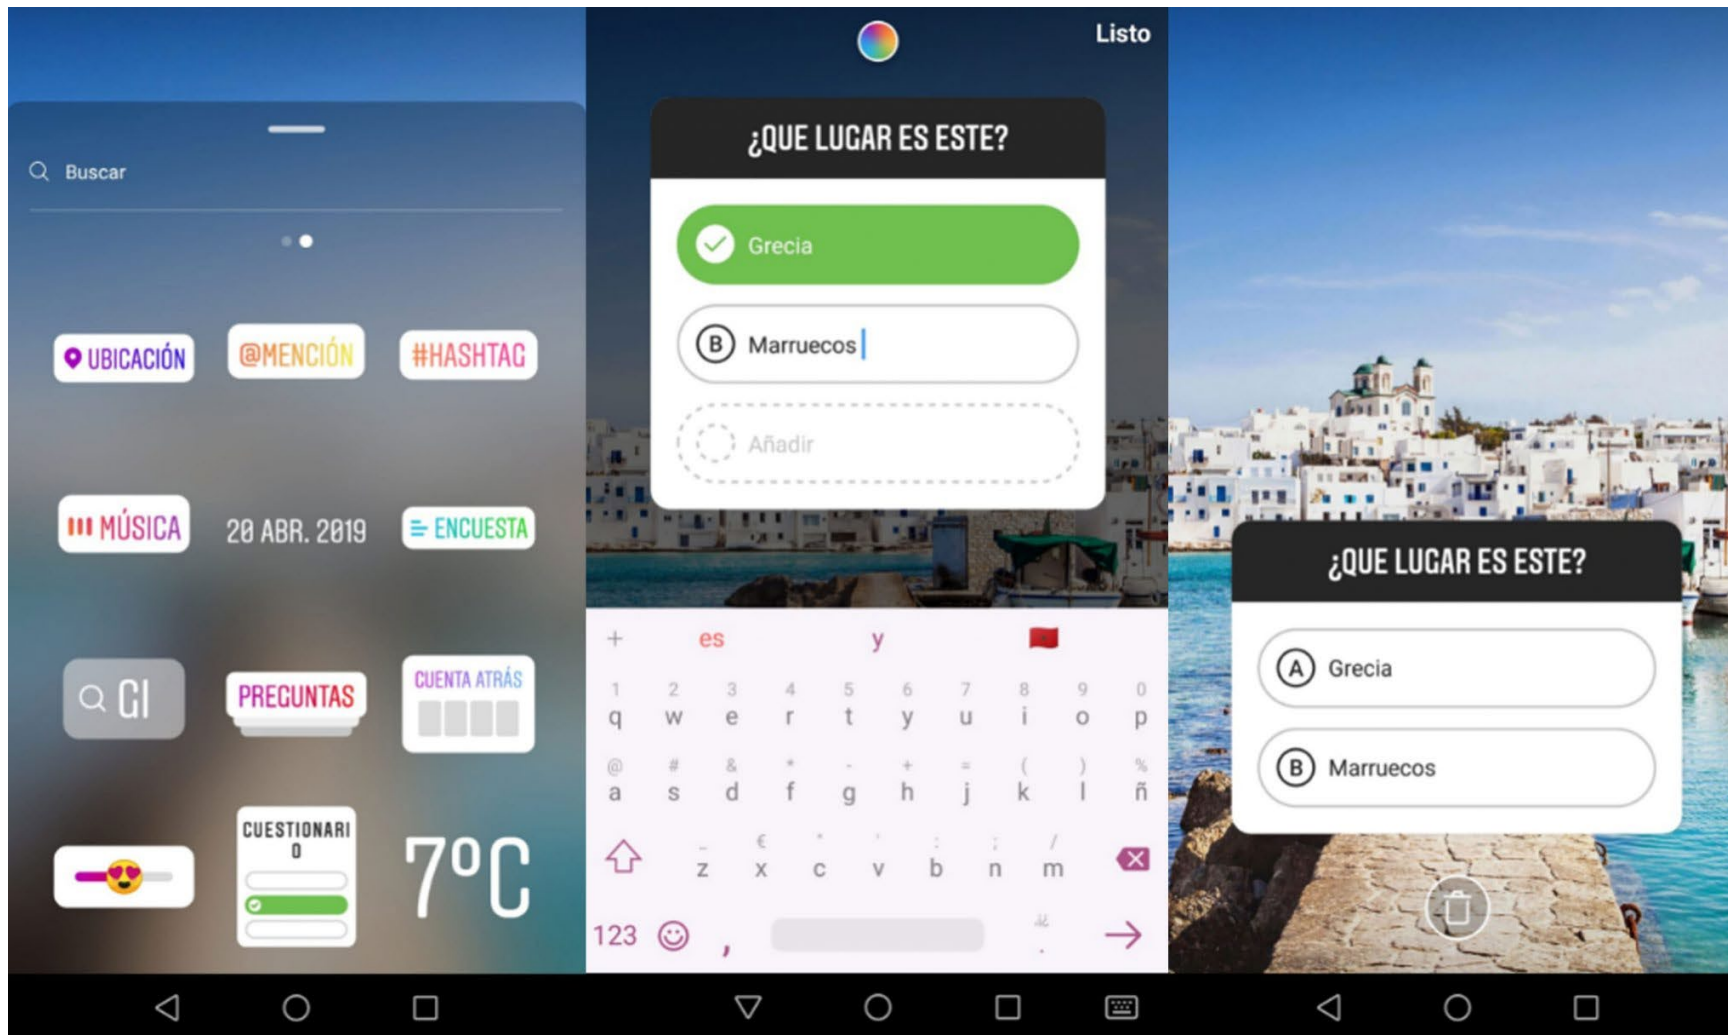 Buscar
UBICACIÓN
@MENCIÓN
#HASHTAG
MÚSICA
20 ABR. 2019
ENCUESTA
GI
PREGUNTAS
CUENTA ATRÁS
CUESTIONARI
O
7ºC
Listo
¿QUE LUGAR ES ESTE?
Grecia
B Marruecos
Añadir
+ es y
1 2 3 4 5 6 7 8 9 0
q w e r t y u i o p
@ # & * - + = ( ) %
a s d f g h j k l ñ
_ € " ' : ; /
z x c v b n m
123 , .
¿QUE LUGAR ES ESTE?
A Grecia
B Marruecos